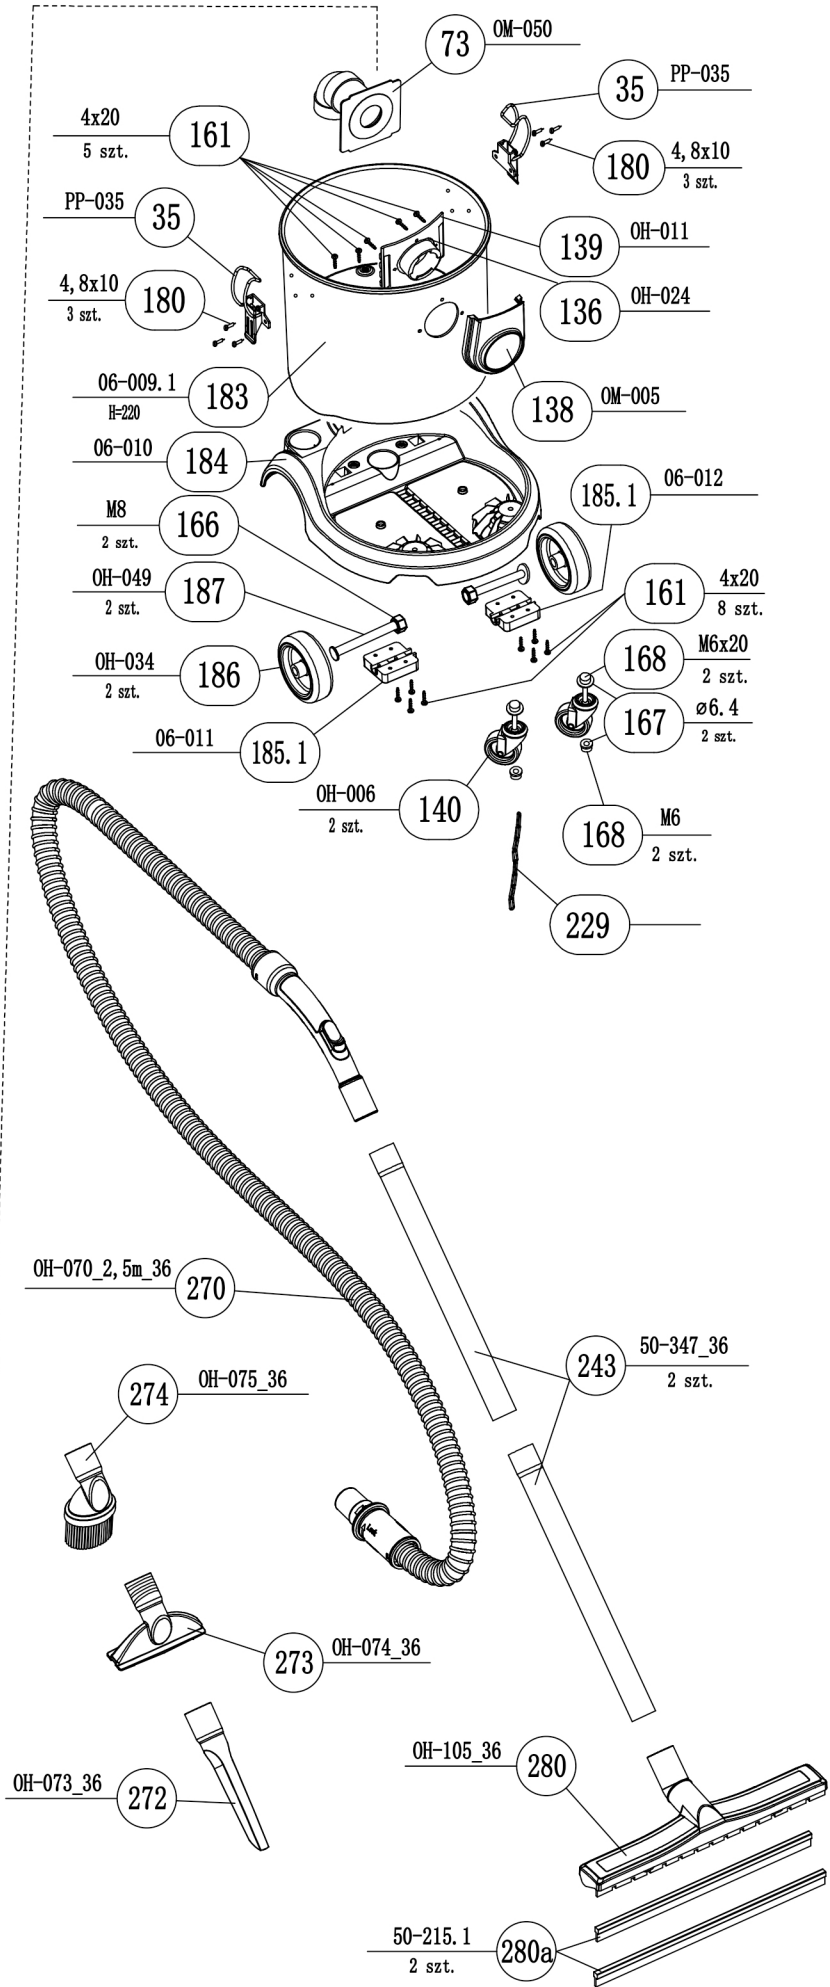 73 OM-050
35 PP-035
4x20
161
5 szt.
180 4,8x10
3 szt.
PP-035 35
139 OH-011
4,8x10
180
3 szt.
136 OH-024
06-009.1
183
H=220
138 OM-005
06-010 184
185.1 06-012
M8
166
2 szt.
OH-049
187
2 szt.
161 4x20
8 szt.
OH-034
186
2 szt.
168 M6x20
2 szt.
167 ⌀6.4
2 szt.
06-011 185.1
OH-006
140
2 szt.
168 M6
2 szt.
229
OH-070_2,5m_36 270
243 50-347_36
2 szt.
274 OH-075_36
Lock
273 OH-074_36
OH-105_36 280
OH-073_36 272
50-215.1
280a
2 szt.